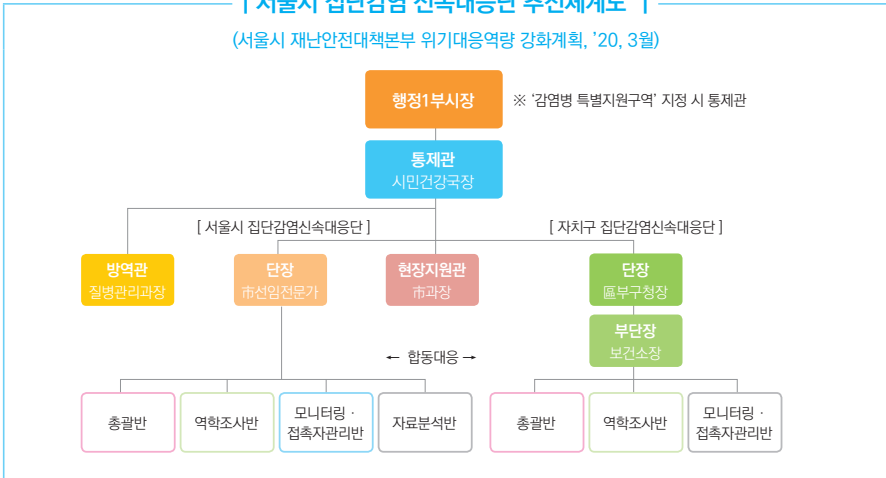 | 서울시 집단감염 신속대응단 추진체계도 |
(서울시 재난안전대책본부 위기대응역량 강화계획, ’20, 3월)
행정1부시장
※ ‘감염병 특별지원구역’ 지정 시 통제관
통제관
시민건강국장
[ 서울시 집단감염신속대응단 ]
[ 자치구 집단감염신속대응단 ]
방역관
질병관리과장
단장
市선임전문가
현장지원관
市과장
단장
區부구청장
부단장
보건소장
← 합동대응 →
총괄반
역학조사반
모니터링 ·
접촉자관리반
자료분석반
총괄반
역학조사반
모니터링 ·
접촉자관리반